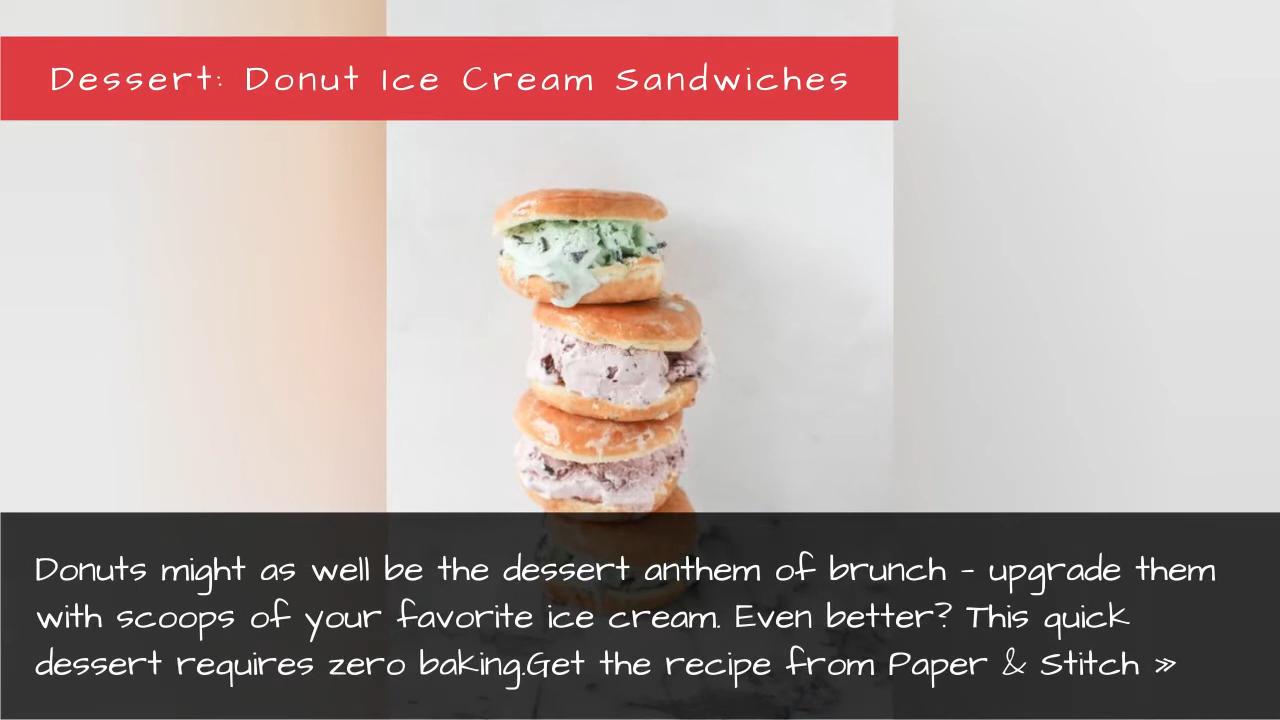 Dessert: Donut Ice Cream Sandwiches
Donuts might as well be the dessert anthem of brunch - upgrade them
with scoops of your favorite ice cream. Even better? This quick
dessert requires zero baking.Get the recipe from Paper & Stitch »